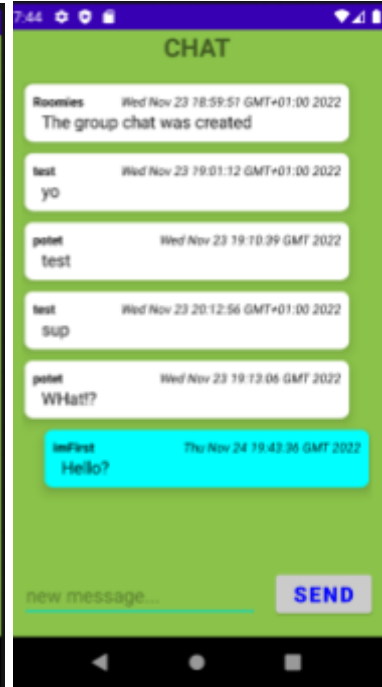 7:44
CHAT
Roomies Wed Nov 23 18:59:51 GMT+01:00 2022
The group chat was created
test Wed Nov 23 19:01:12 GMT+01:00 2022
yo
potet Wed Nov 23 19:10:39 GMT 2022
test
test Wed Nov 23 20:12:56 GMT+01:00 2022
sup
potet Wed Nov 23 19:13:06 GMT 2022
WHat!?
imFirst Thu Nov 24 19:43:36 GMT 2022
Hello?
new message... SEND